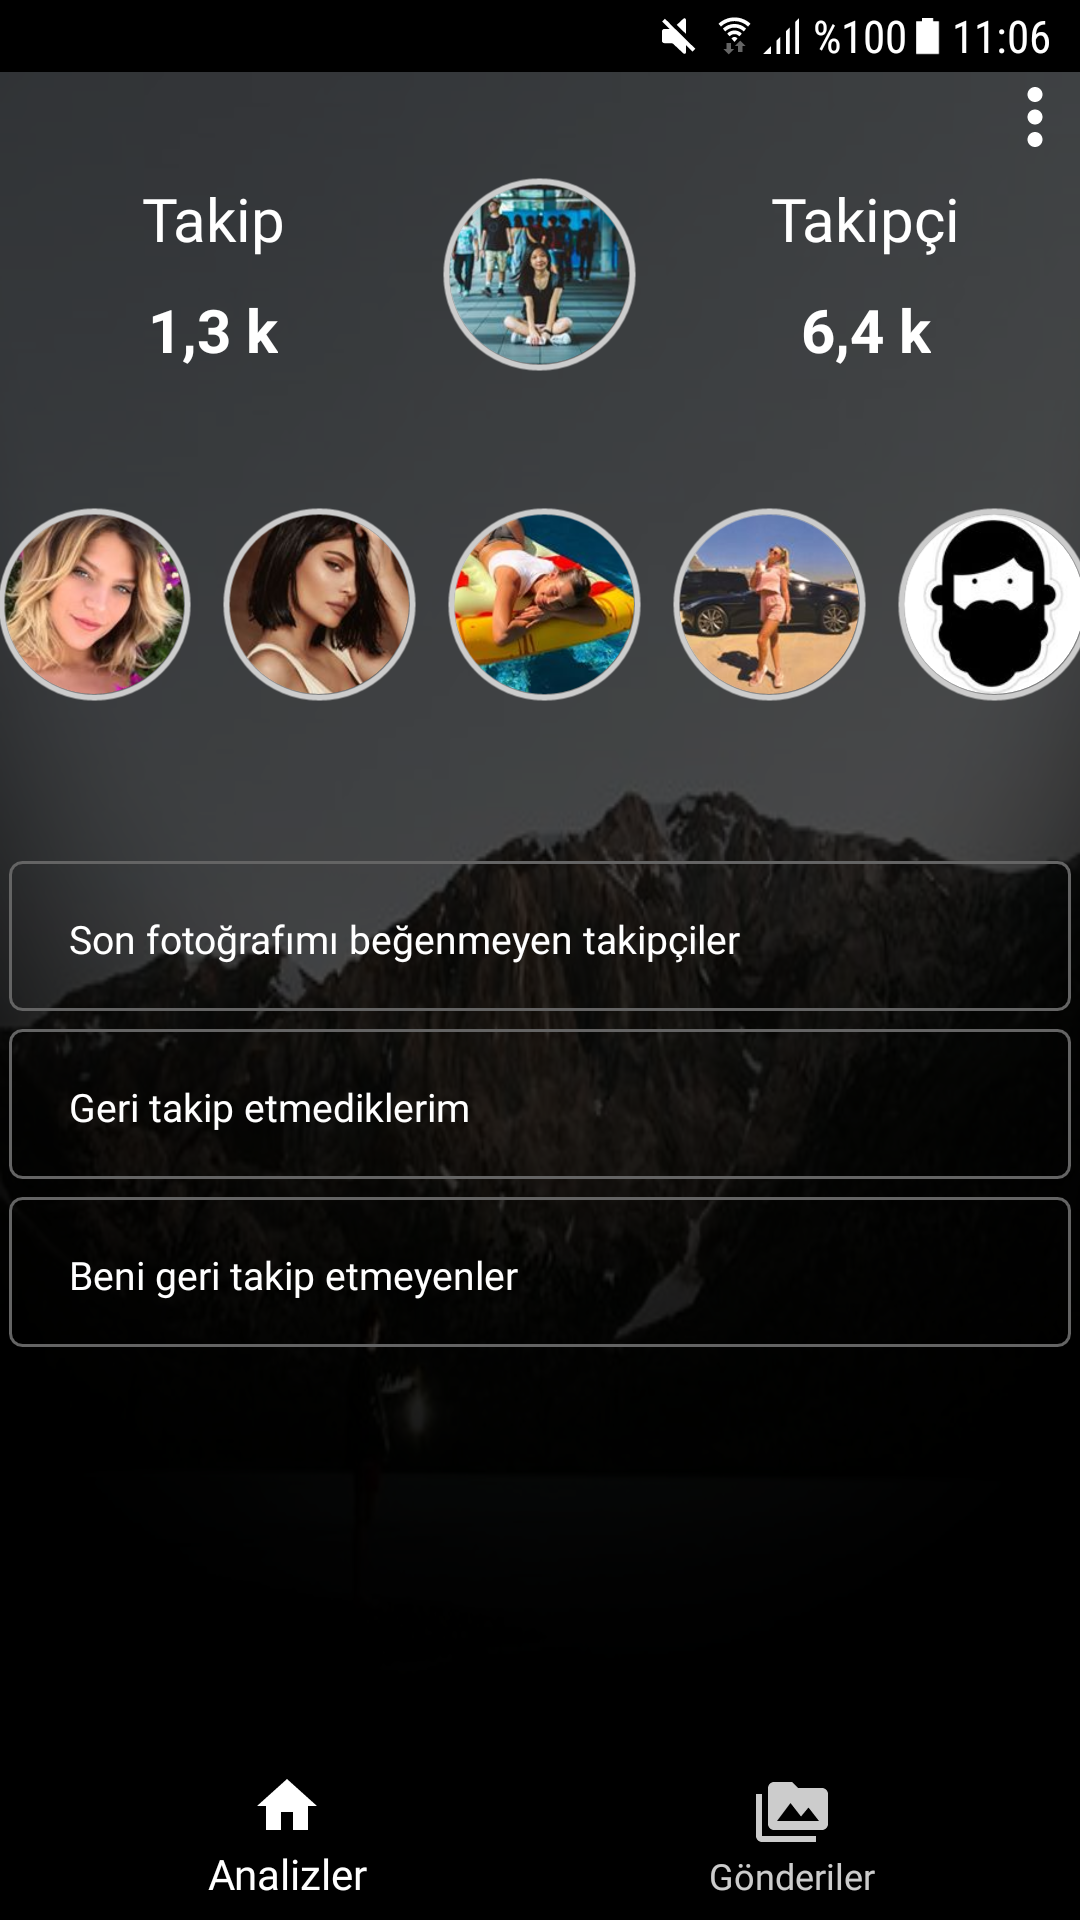 %100 11:06
Takip
Takipçi
1,3 k
6,4 k
Son fotoğrafımı beğenmeyen takipçiler
Geri takip etmediklerim
Beni geri takip etmeyenler
Analizler
Gönderiler